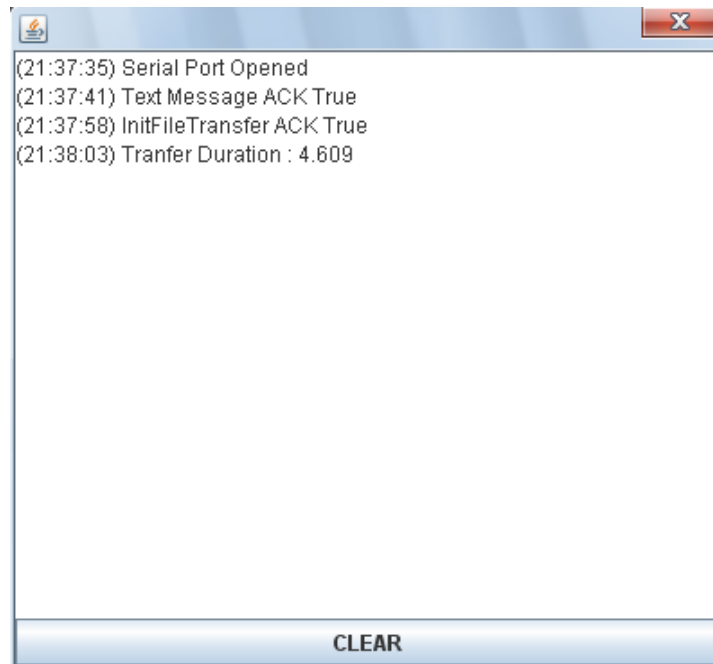 (21:37:35) Serial Port Opened
(21:37:41) Text Message ACK True
(21:37:58) InitFileTransfer ACK True
(21:38:03) Tranfer Duration : 4.609
CLEAR